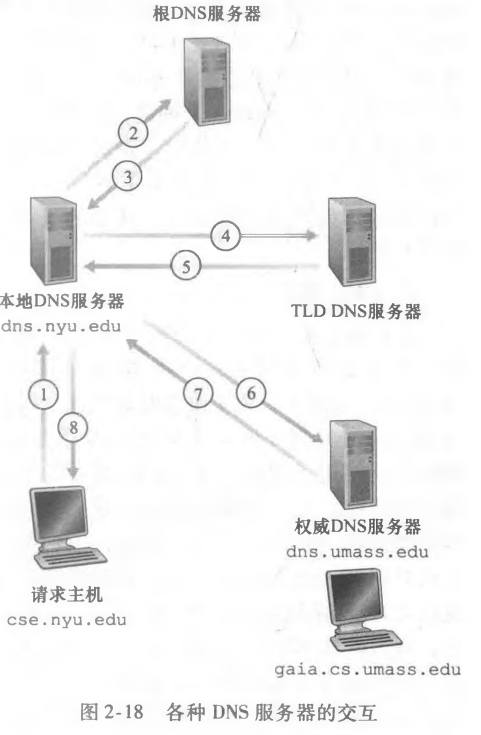 根DNS服务器
2
3
4
5
本地DNS服务器
dns.nyu.edu
TLD DNS服务器
1
8
7
6
权威DNS服务器
dns.umass.edu
请求主机
cse.nyu.edu
gaia.cs.umass.edu
图 2-18 各种 DNS 服务器的交互